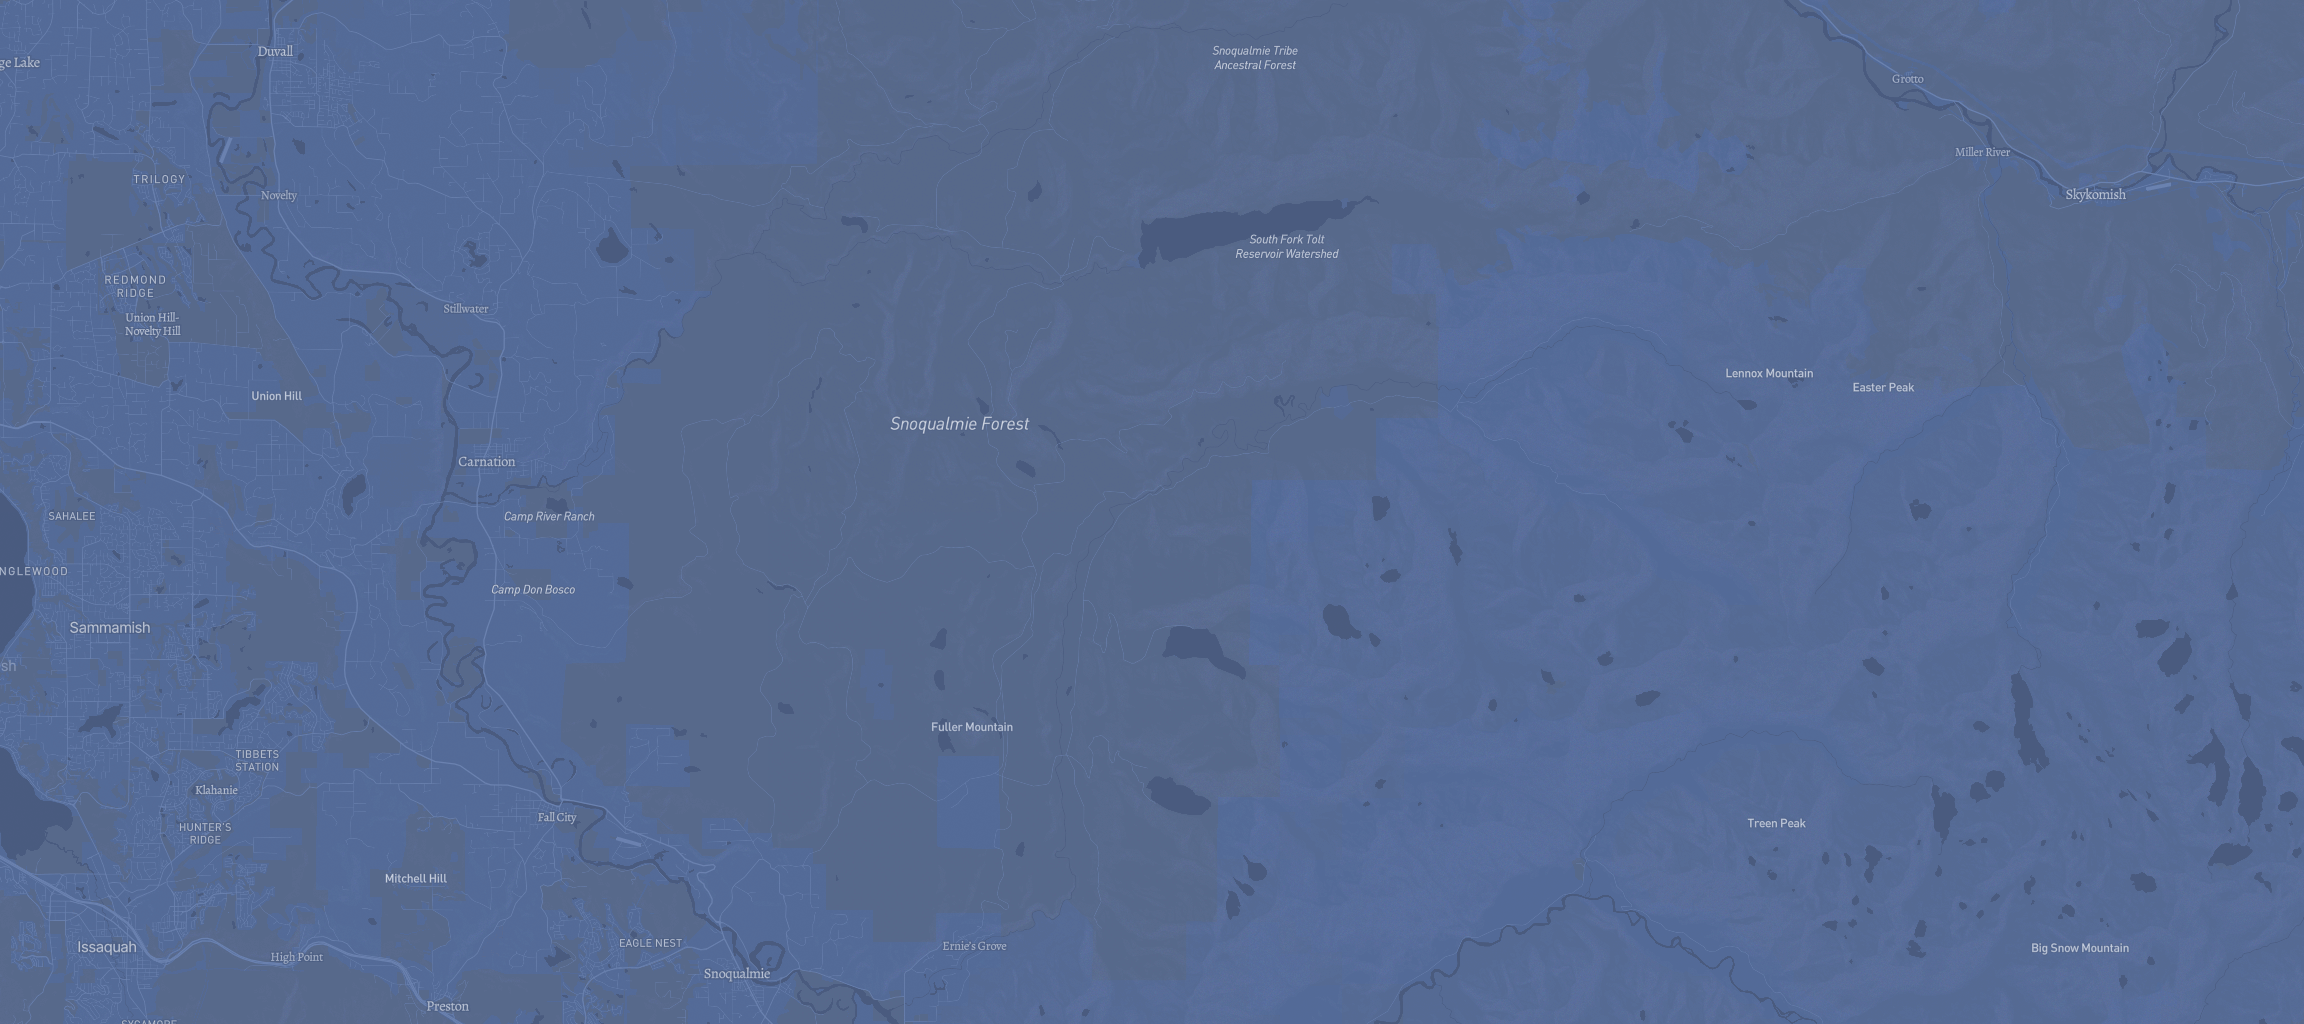 Snoqualmie Tribe
Ancestral Forest
Duvall
ge Lake
Grotto
Miller River
TRILOGY
Novelty
Skykomish
South Fork Tolt
Reservoir Watershed
REDMOND
RIDGE
Union Hill-
Novelty Hill
Stillwater
Lennox Mountain
Easter Peak
Union Hill
Snoqualmie Forest
Carnation
SAHALEE
Camp River Ranch
NGLEWOOD
Camp Don Bosco
Sammamish
sh
Fuller Mountain
TIBBETS
STATION
Klahanie
Fall City
HUNTER'S
RIDGE
Treen Peak
Mitchell Hill
Issaquah
High Point
EAGLE NEST
Ernie's Grove
Big Snow Mountain
Snoqualmie
Preston
SYCAMORE